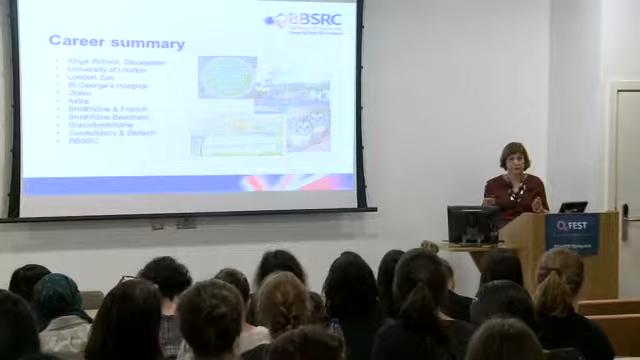 BBSRC
Career summary
King's School, Gloucester
University of London
London Zoo
St George's Hospital
Otsuka
SmithKline & French
SmithKline Beecham
GlaxoSmithKline
Consultancy & Biotech
BBSRC
FEST